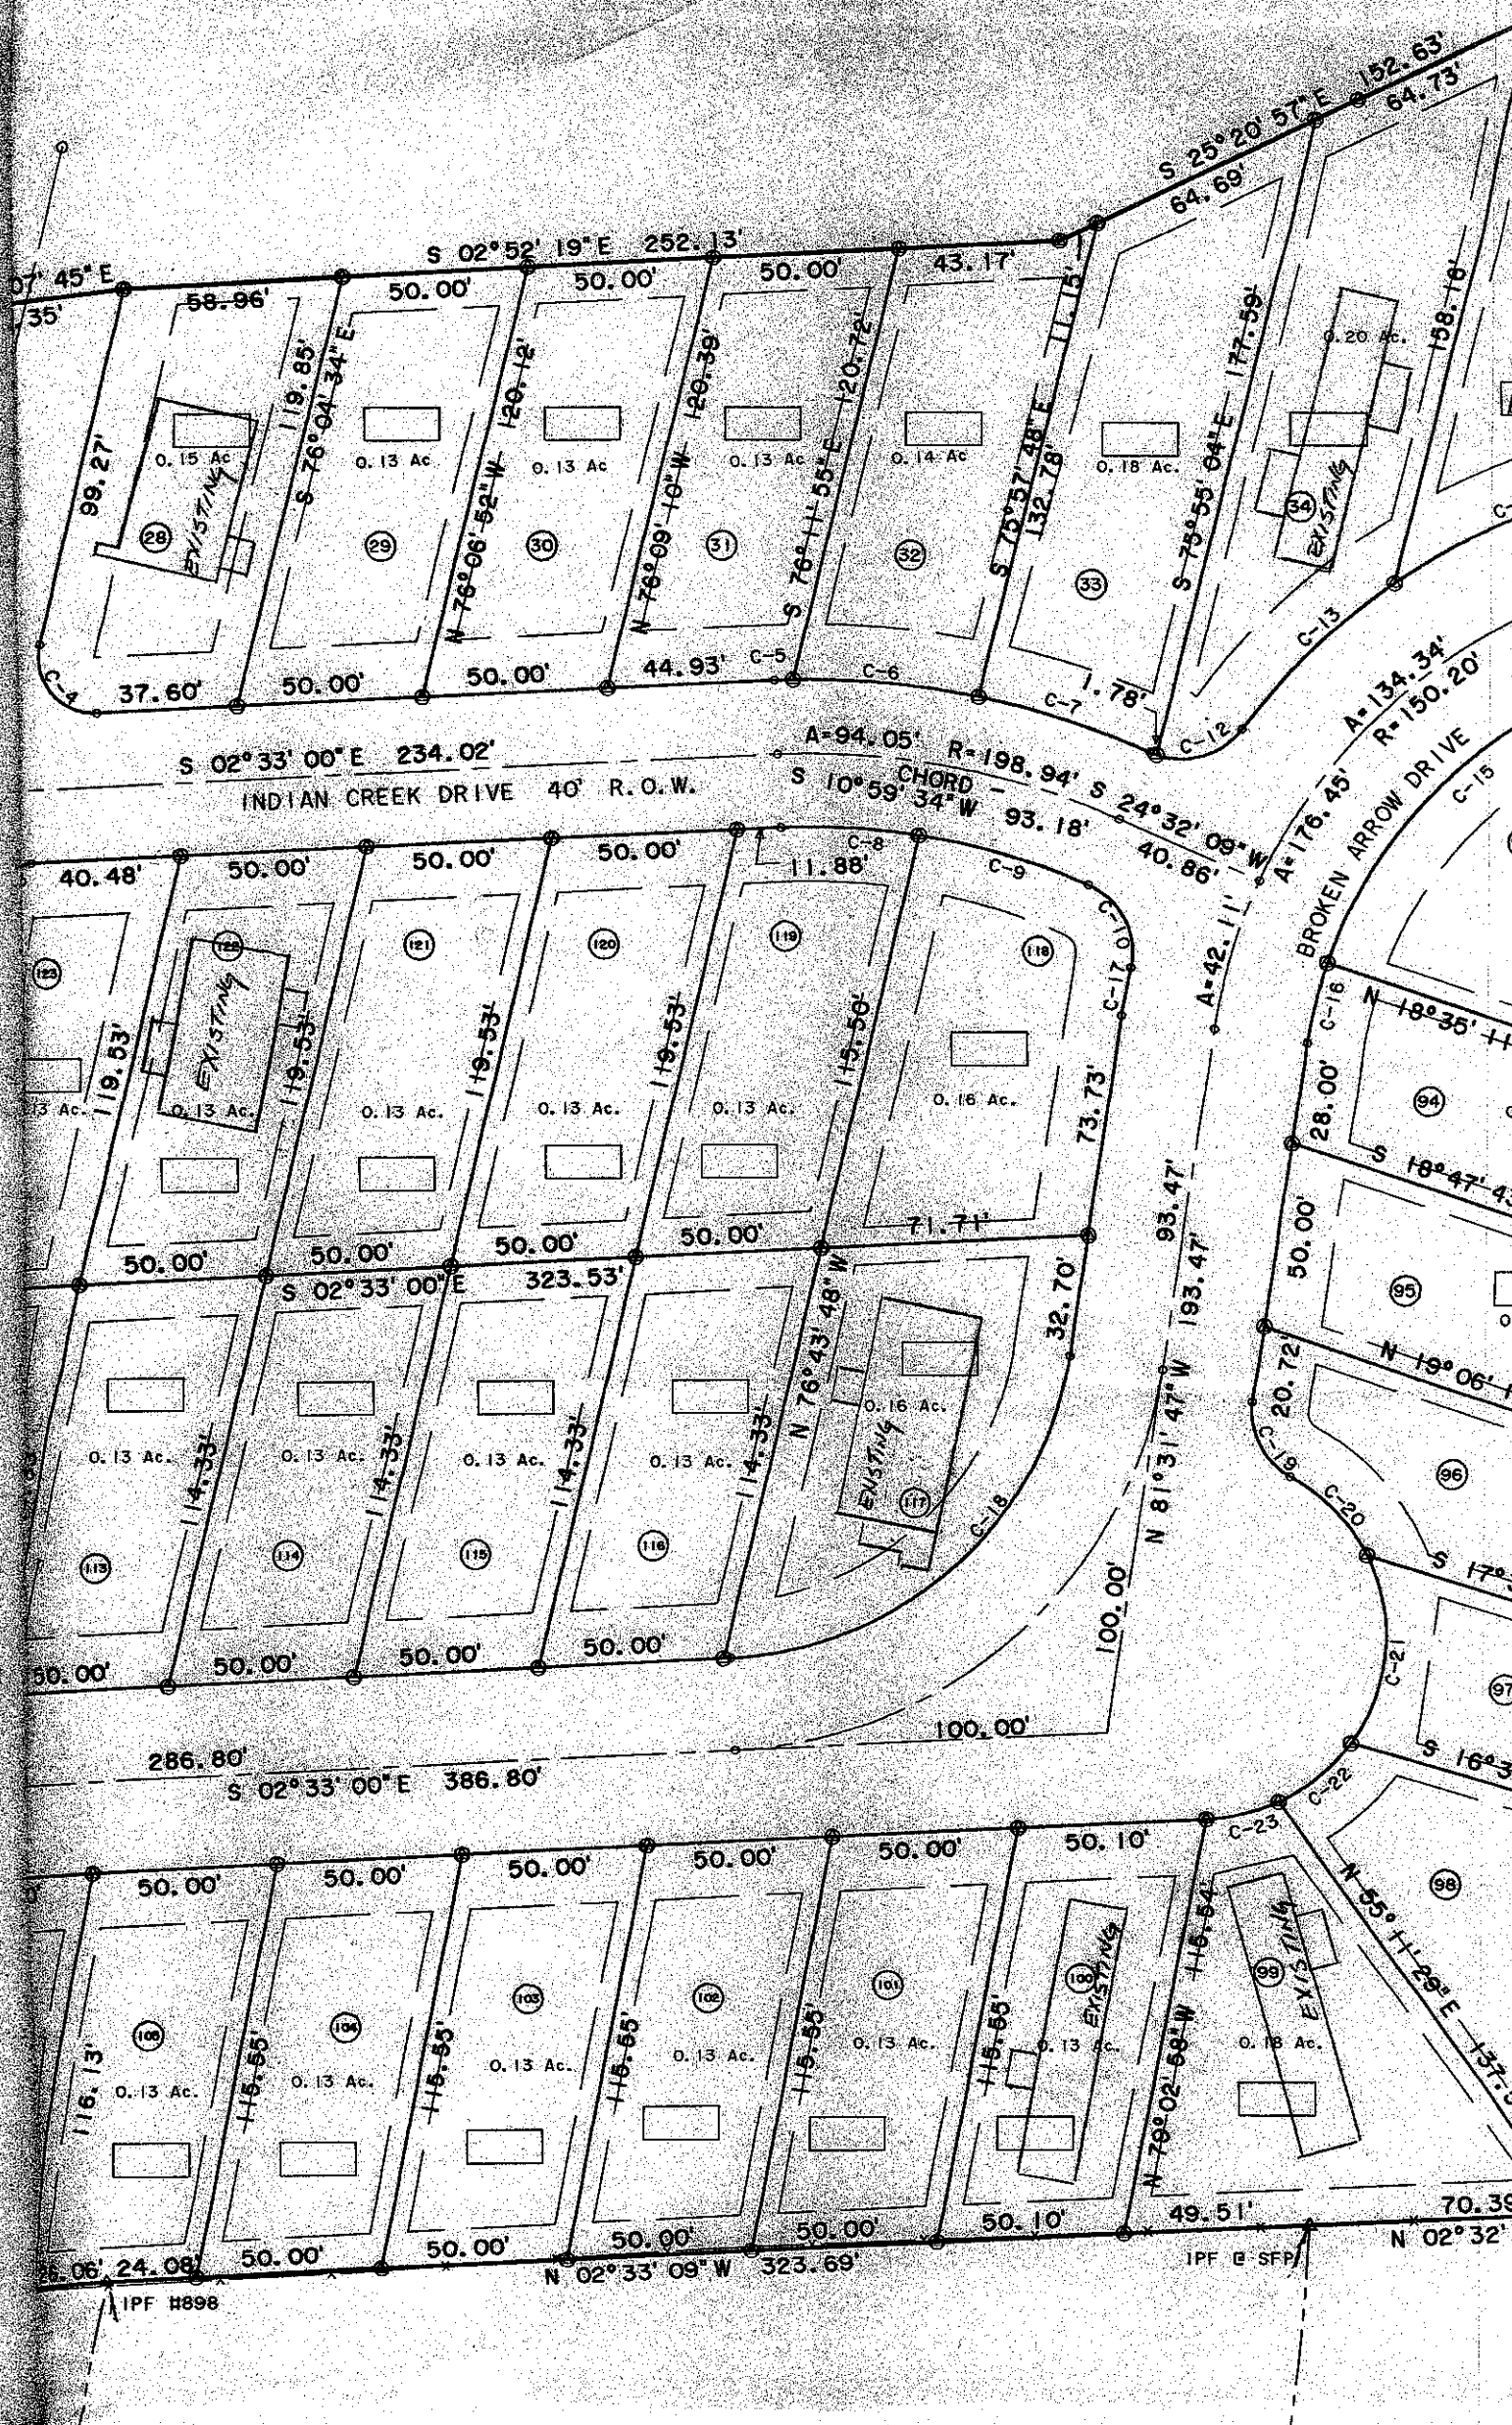 152.63'
64.73'
S 25°20' 57" E
64.69'
S 02°52' 19" E 252.13'
07' 45" E
35'
58.96'
50.00'
50.00'
50.00'
43.17'
11.15'
177.59'
158.16'
0.20 Ac.
119.85'
S 76°04' 34" E
120.12'
120.39'
120.72'
99.27'
0.15 Ac
0.13 Ac
0.13 Ac
0.13 Ac
0.14 Ac
0.18 Ac.
EXISTING
28
29
30
31
32
33
34
EXISTING
N 76°06' 52" W
N 76°09' 10" W
S 76°11' 55" E
S 75°57' 48" E
132.78'
S 75°55' 04" E
C-4
37.60'
50.00'
50.00'
44.93'
C-5
C-6
C-7
1.78'
C-12
C-13
A=134.34'
R=150.20'
S 02°33' 00" E 234.02'
INDIAN CREEK DRIVE 40' R.O.W.
A=94.05' R=198.94'
CHORD
S 10°59' 34" W 93.18'
S 24°32' 09" W
40.86'
A=176.45'
BROKEN ARROW DRIVE
C-15
40.48'
50.00'
50.00'
50.00'
11.88'
C-8
C-9
C-10
C-17
A=42.11'
C-16
N 18°35' 11
123
122
121
120
119
118
EXISTING
119.53'
119.53'
119.53'
119.53'
115.50'
13 Ac.
0.13 Ac.
0.13 Ac.
0.13 Ac.
0.13 Ac.
0.16 Ac.
73.73'
28.00'
94
S 18°47' 4
50.00'
50.00'
50.00'
50.00'
71.71'
S 02°33' 00" E 323.53'
93.47'
193.47'
50.00'
95
32.70'
N 19°06'
20.72'
N 76°43' 48" W
0.16 Ac.
EXISTING
117
N 81°31' 47" W
0.13 Ac.
0.13 Ac.
0.13 Ac.
0.13 Ac.
114.33'
114.33'
114.33'
114.33'
113
114
115
116
C-18
C-19
C-20
96
S 17°
100.00'
50.00'
50.00'
50.00'
50.00'
C-21
97
100.00'
286.80'
S 02°33' 00" E 386.80'
S 16°3
C-22
C-23
50.00'
50.00'
50.00'
50.00'
50.00'
50.10'
98
N 55°11' 29" E 137.
115.54'
EXISTING
EXISTING
105
104
103
102
101
100
99
116.13'
115.55'
115.55'
115.55'
115.55'
115.55'
N 79°02' 58" W
0.13 Ac.
0.13 Ac.
0.13 Ac.
0.13 Ac.
0.13 Ac.
0.13 Ac.
0.18 Ac.
26.06'
24.08'
50.00'
50.00'
50.00'
50.00'
50.10'
49.51'
70.39
N 02°33' 09" W 323.69'
IPF @ SFP
N 02°32'
IPF #898